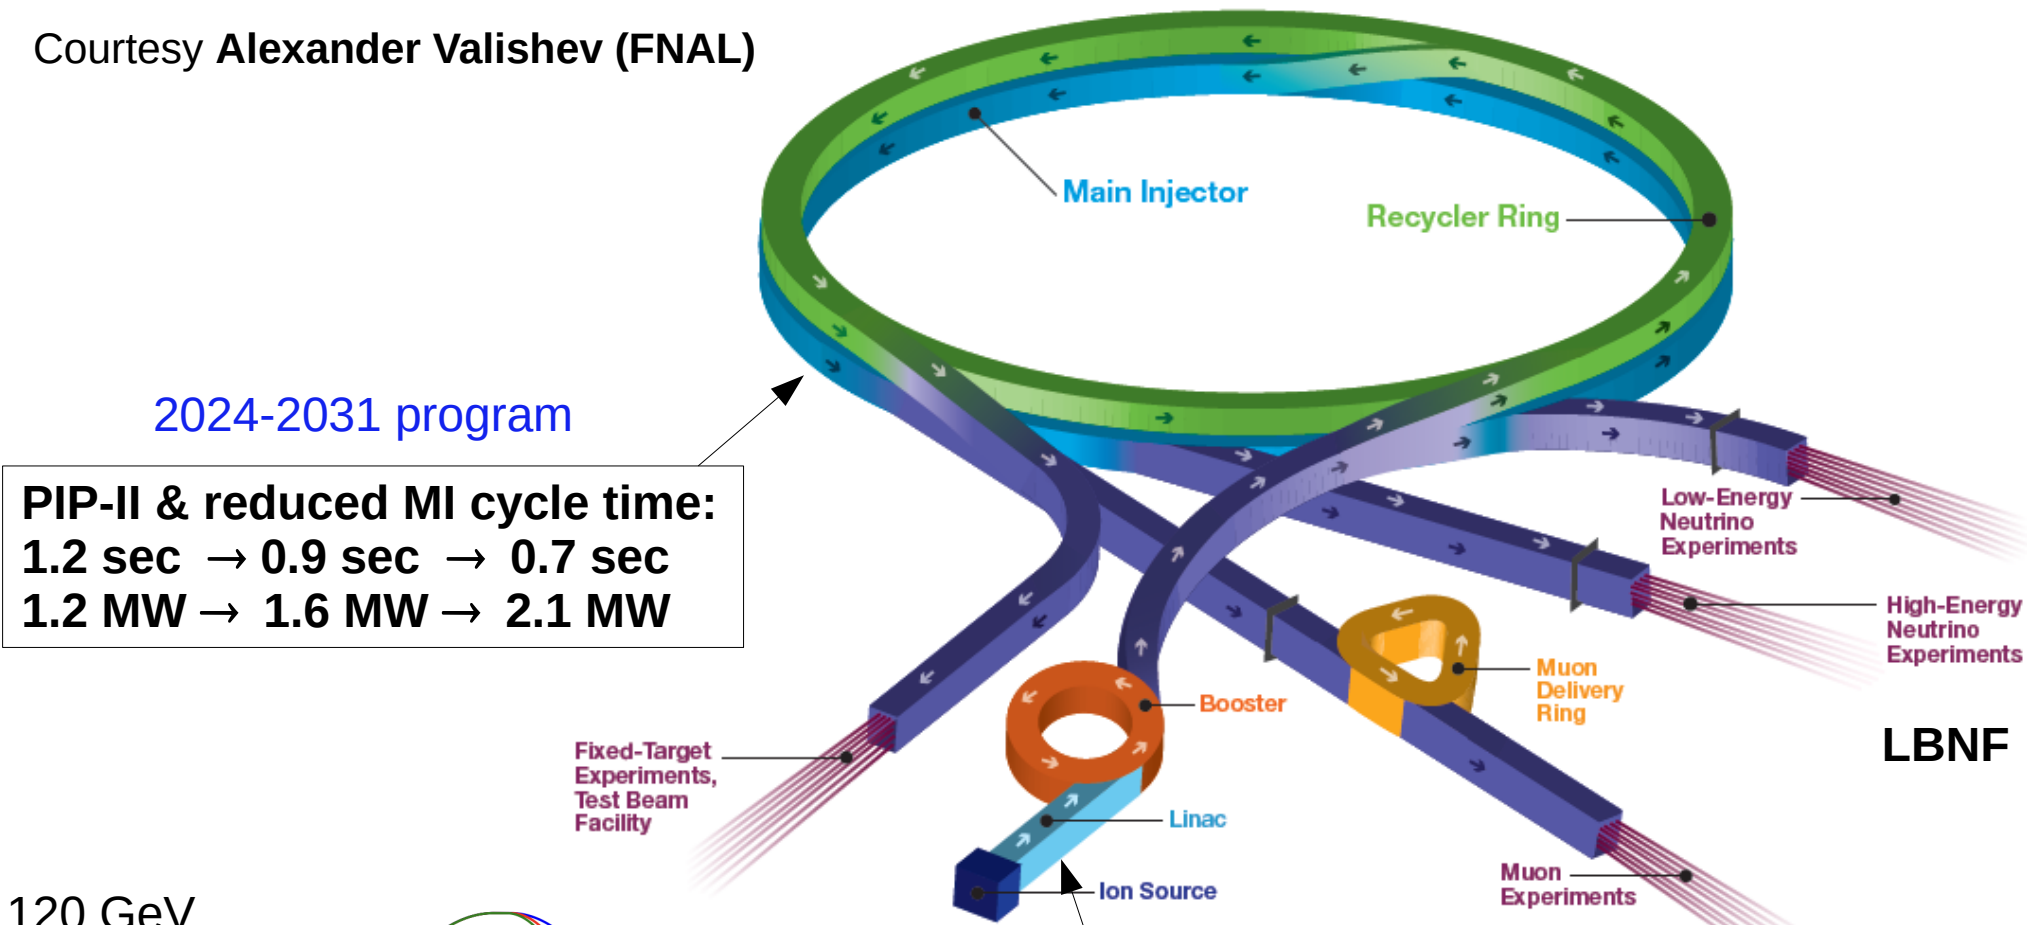 Courtesy Alexander Valishev (FNAL)
Main Injector
Recycler Ring
2024-2031 program
PIP-II & reduced MI cycle time:
1.2 sec → 0.9 sec → 0.7 sec
1.2 MW → 1.6 MW → 2.1 MW
Low-Energy
Neutrino
Experiments
High-Energy
Neutrino
Experiments
Muon
Delivery
Ring
Booster
LBNF
Fixed-Target
Experiments,
Test Beam
Facility
Linac
Ion Source
Muon
Experiments
120 GeV